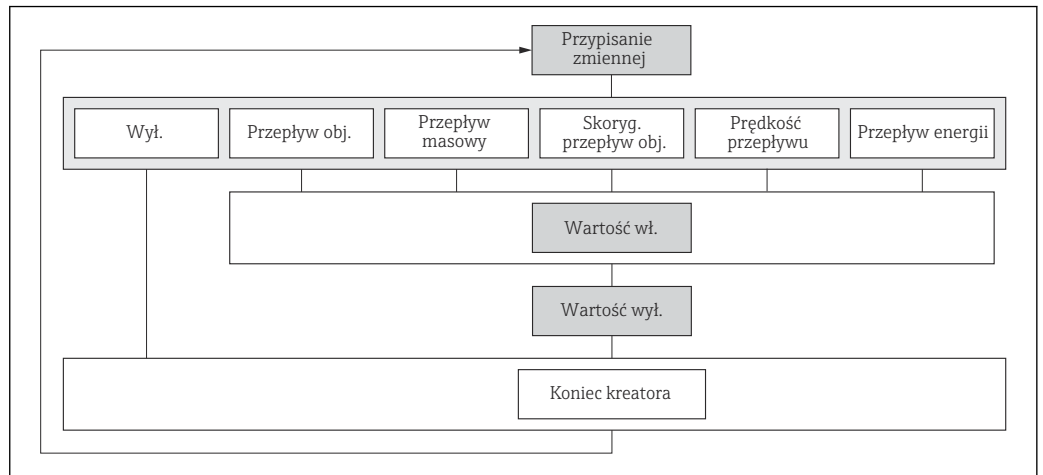 Przypisanie
zmiennej
Wył.
Przepływ obj.
Przepływ
masowy
Skoryg.
przepływ obj.
Prędkość
przepływu
Przepływ energii
Wartość wł.
Wartość wył.
Koniec kreatora